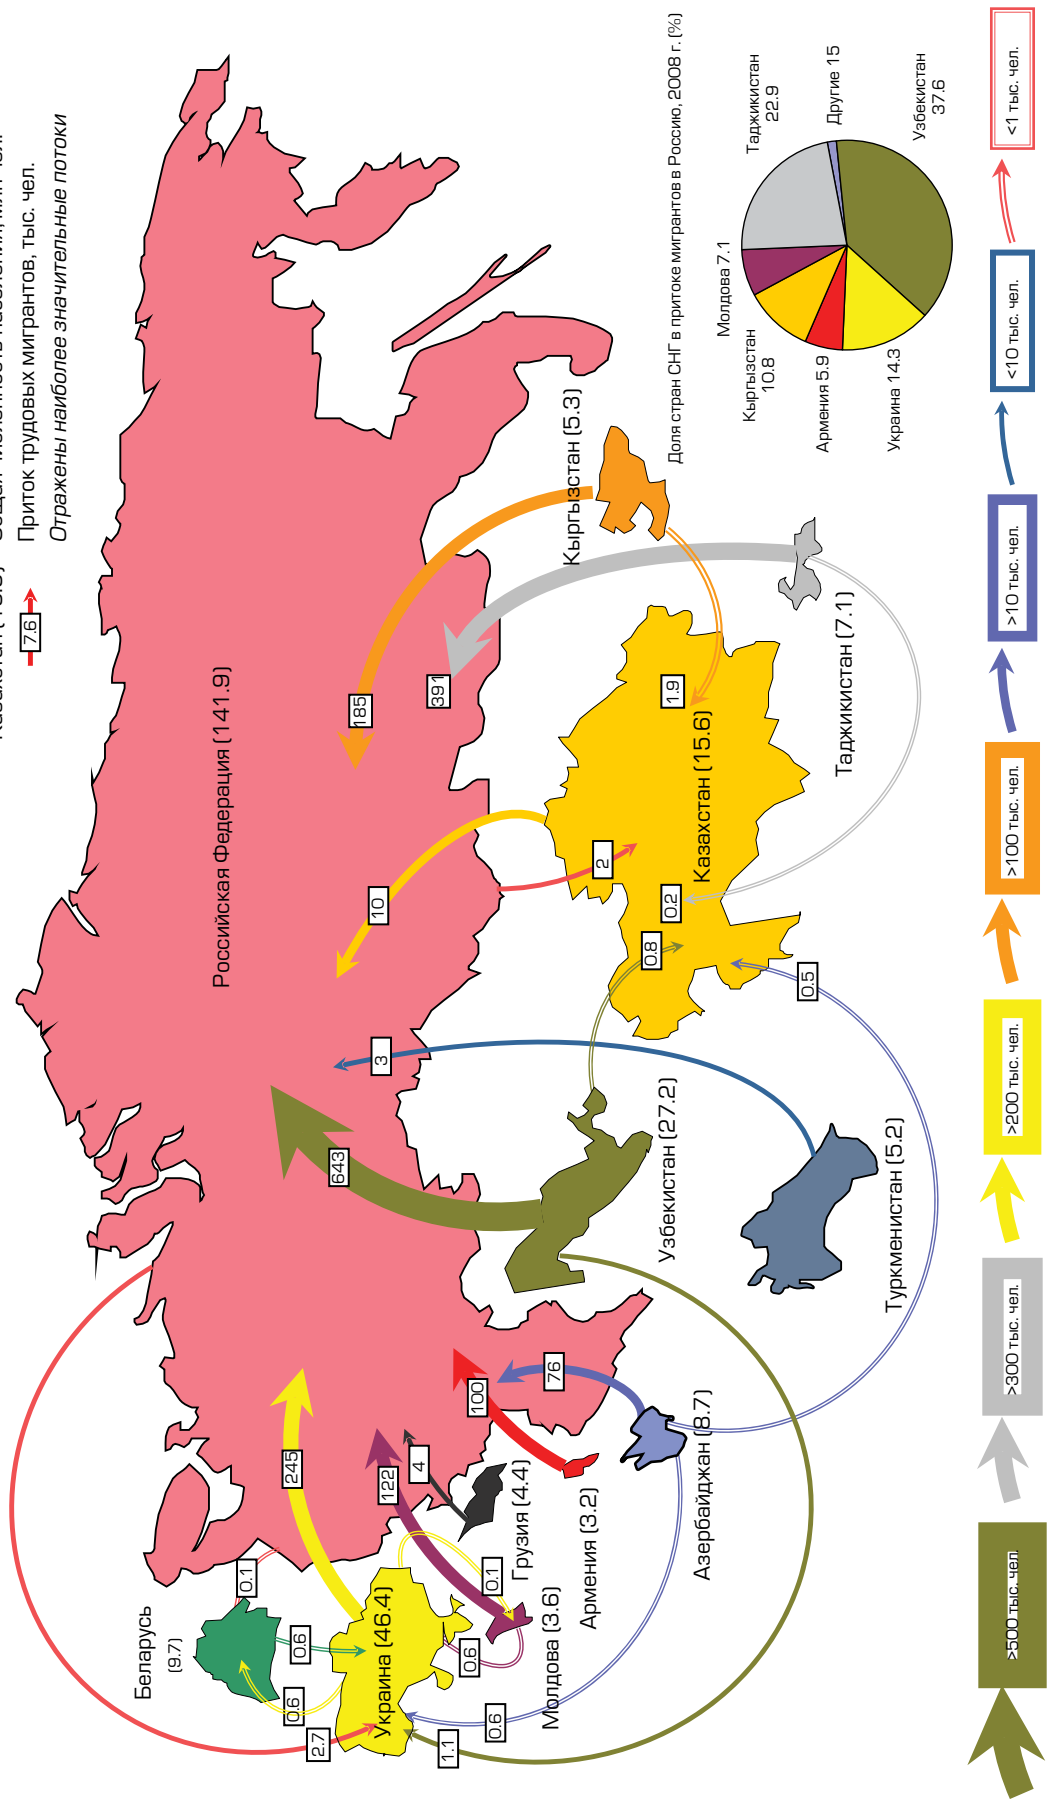 Приток трудовых мигрантов, тыс. чел.
Отражены наиболее значительные потоки
7.6
Российская Федерация (141.9)
185
391
10
2
3
643
245
122
4
100
76
Беларусь
(9.7)
0.1
0.6
0.6
2.7
Украина (46.4)
0.1
0.6
0.6
1.1
Молдова (3.6)
Грузия (4.4)
Армения (3.2)
Азербайджан (8.7)
Узбекистан (27.2)
Туркменистан (5.2)
Казахстан (15.6)
1.9
0.2
0.8
0.5
Таджикистан (7.1)
Кыргызстан (5.3)
Доля стран СНГ в притоке мигрантов в Россию, 2008 г. (%)
Таджикистан
22.9
Другие 15
Узбекистан
37.6
Украина 14.3
Армения 5.9
Кыргызстан
10.8
Молдова 7.1
>500 тыс. чел.
>300 тыс. чел.
>200 тыс. чел.
>100 тыс. чел.
>10 тыс. чел.
<10 тыс. чел.
<1 тыс. чел.